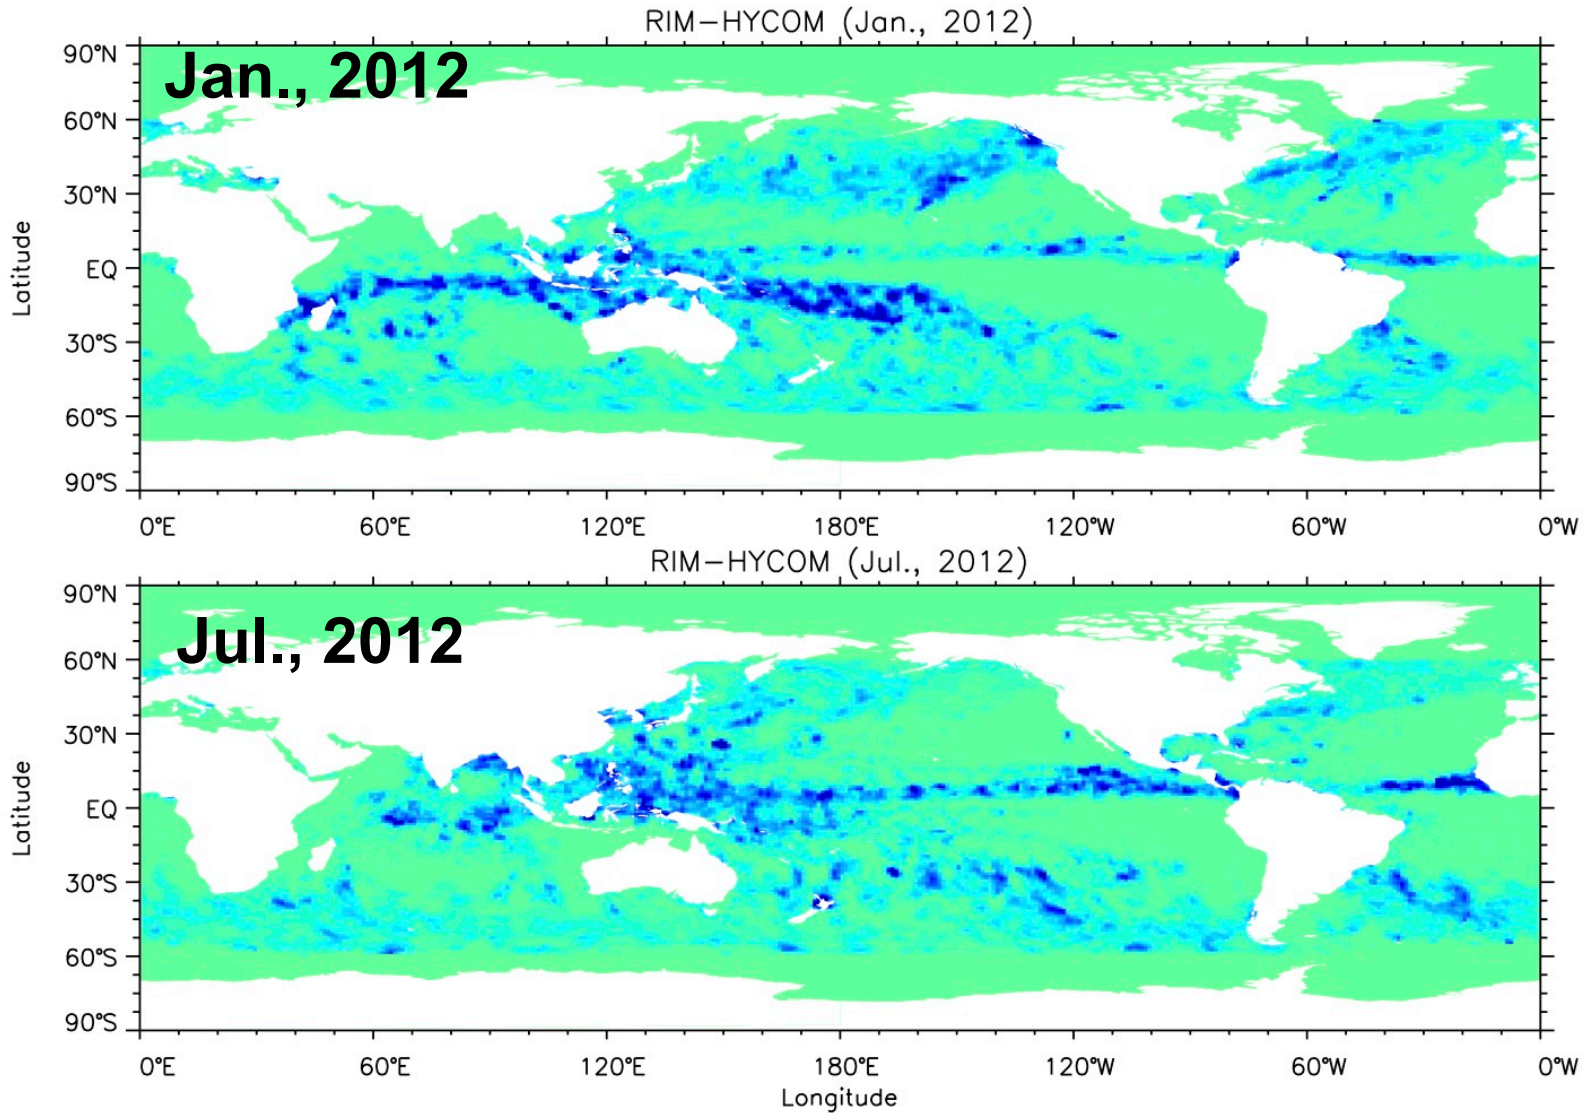 RIM−HYCOM (Jan., 2012)
Jan., 2012
90°N
60°N
30°N
EQ
30°S
60°S
90°S
Latitude
0°E 60°E 120°E 180°E 120°W 60°W 0°W
RIM−HYCOM (Jul., 2012)
Jul., 2012
90°N
60°N
30°N
EQ
30°S
60°S
90°S
Latitude
0°E 60°E 120°E 180°E 120°W 60°W 0°W
Longitude